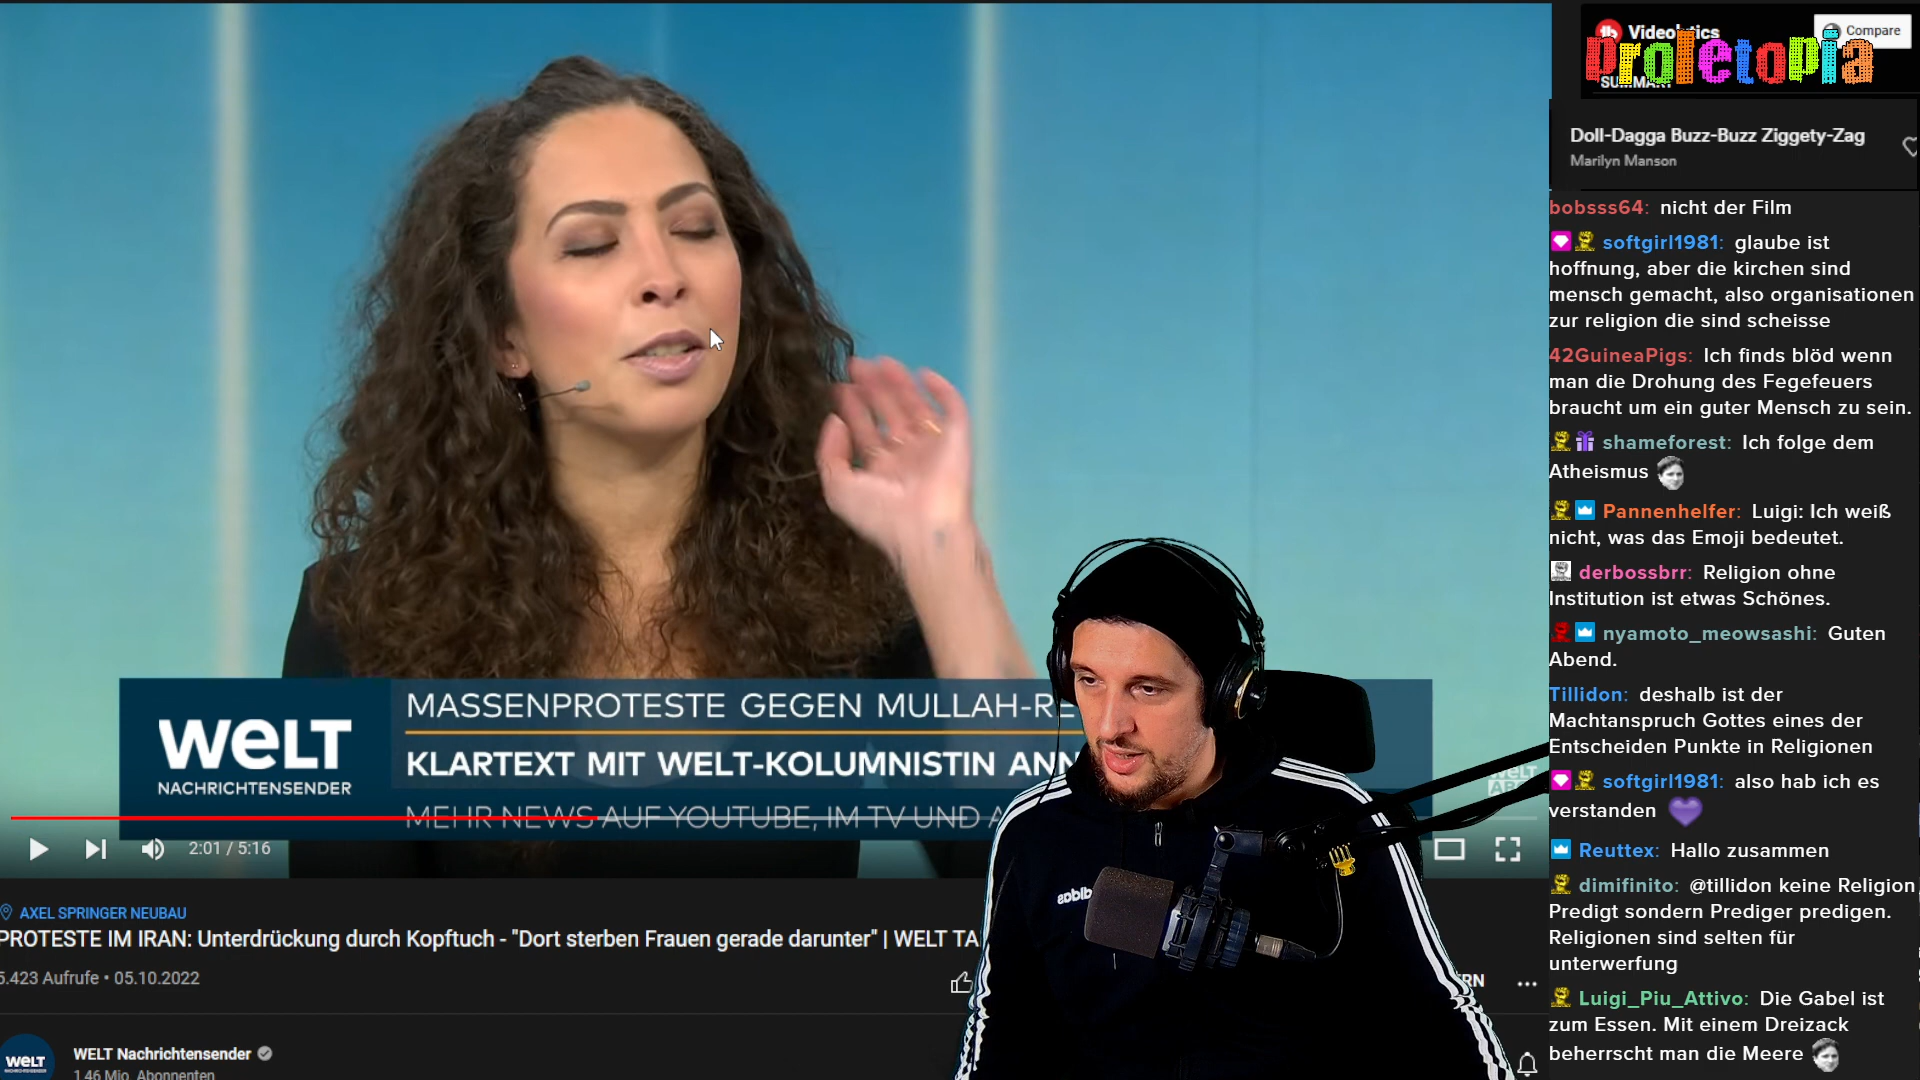 Compare
Proletopia
Doll-Dagga Buzz-Buzz Ziggety-Zag
Marilyn Manson
bobsss64: nicht der Film
softgirl1981: glaube ist
hoffnung, aber die kirchen sind
mensch gemacht, also organisationen
zur religion die sind scheisse
42GuineaPigs: Ich finds blöd wenn
man die Drohung des Fegefeuers
braucht um ein guter Mensch zu sein.
shameforest: Ich folge dem
Atheismus
Pannenhelfer: Luigi: Ich weiß
nicht, was das Emoji bedeutet.
derbossbrr: Religion ohne
Institution ist etwas Schönes.
nyamoto_meowsashi: Guten
Abend.
Tillidon: deshalb ist der
Machtanspruch Gottes eines der
Entscheiden Punkte in Religionen
softgirl1981: also hab ich es
verstanden
Reuttex: Hallo zusammen
dimifinito: @tillidon keine Religion
Predigt sondern Prediger predigen.
Religionen sind selten für
unterwerfung
Luigi_Piu_Attivo: Die Gabel ist
zum Essen. Mit einem Dreizack
beherrscht man die Meere
MASSENPROTESTE GEGEN MULLAH-RE
WELT
NACHRICHTENSENDER
KLARTEXT MIT WELT-KOLUMNISTIN ANN
MEHR NEWS AUF YOUTUBE, IM TV UND A
2:01 / 5:16
adidas
AXEL SPRINGER NEUBAU
PROTESTE IM IRAN: Unterdrückung durch Kopftuch - "Dort sterben Frauen gerade darunter" | WELT TA
5.423 Aufrufe • 05.10.2022
RN
WELT
WELT Nachrichtensender
1,46 Mio. Abonnenten